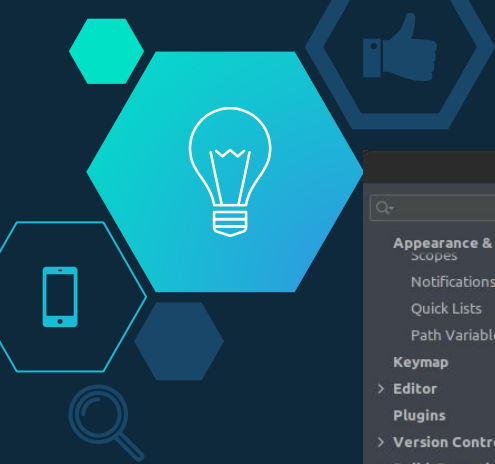 Appearance &
Scopes
Notifications
Quick Lists
Path Variable
Keymap
Editor
Plugins
Version Contro